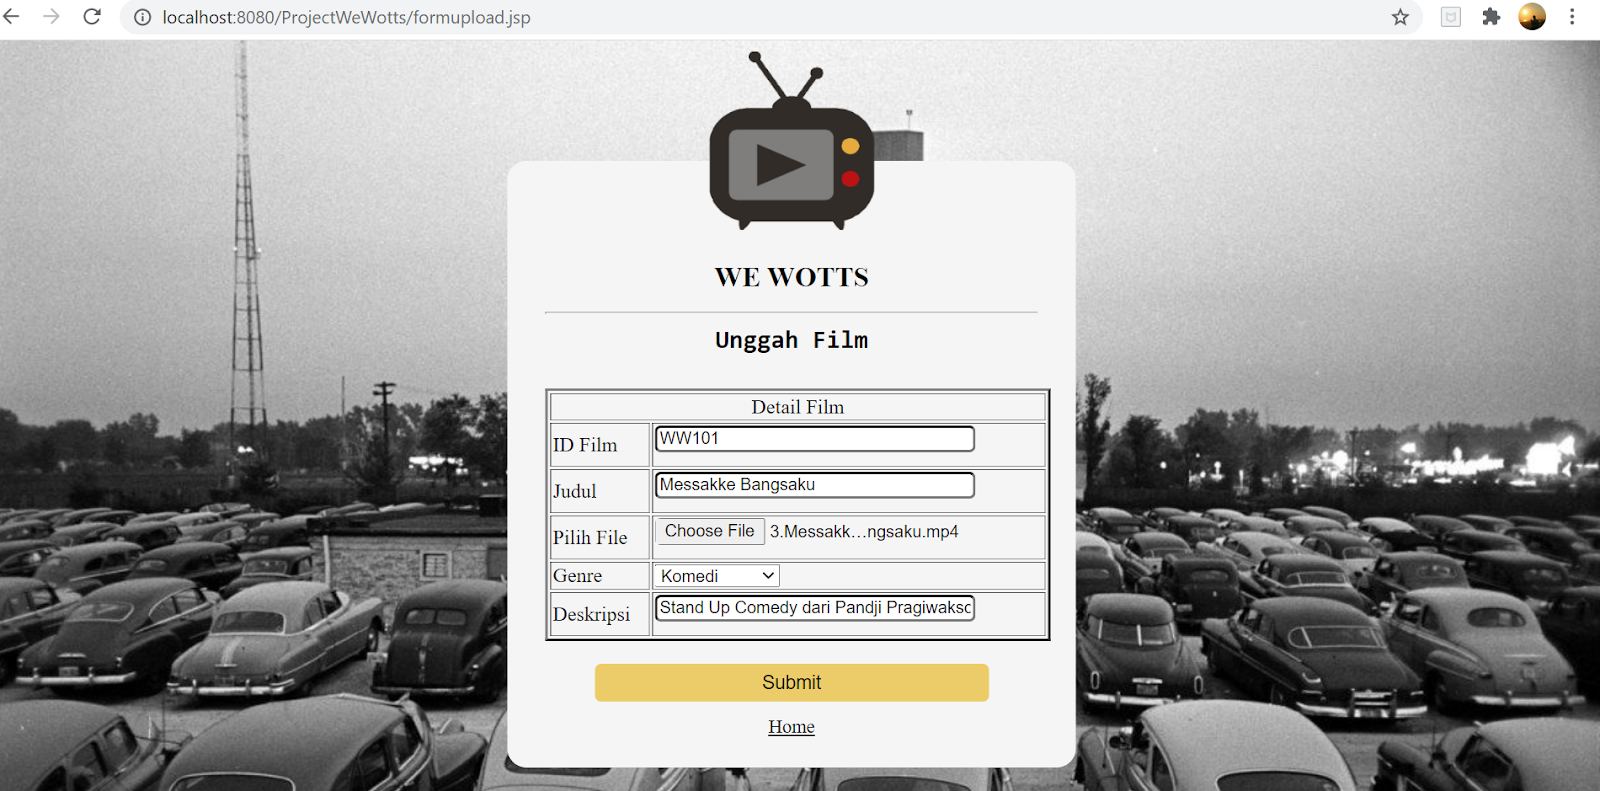 localhost:8080/ProjectWeWotts/formupload.jsp
WE WOTTS
Unggah Film
Detail Film
ID Film WW101
Judul Messakke Bangsaku
Pilih File Choose File 3.Messakk...ngsaku.mp4
Genre Komedi
Deskripsi Stand Up Comedy dari Pandji Pragiwakso
Submit
Home